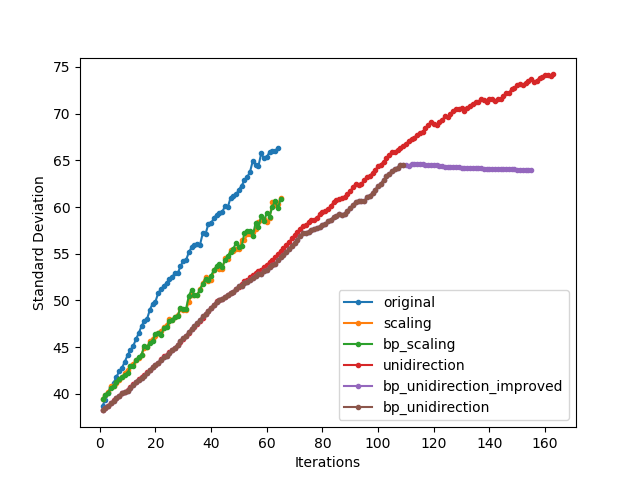 75
70
65
60
55
50
45
40
Standard Deviation
original
scaling
bp_scaling
unidirection
bp_unidirection_improved
bp_unidirection
0 20 40 60 80 100 120 140 160
Iterations